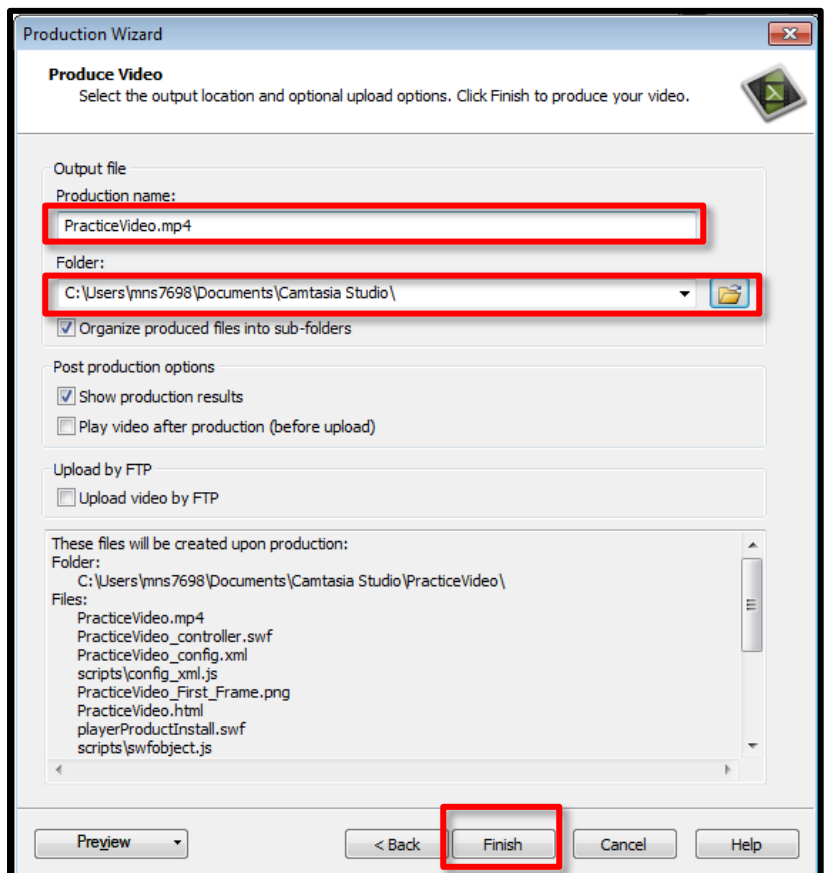 Production Wizard
Produce Video
Select the output location and optional upload options. Click Finish to produce your video.
Output file
Production name:
PracticeVideo.mp4
Folder:
C:\Users\mns7698\Documents\Camtasia Studio\
Organize produced files into sub-folders
Post production options
Show production results
Play video after production (before upload)
Upload by FTP
Upload video by FTP
These files will be created upon production:
Folder:
C:\Users\mns7698\Documents\Camtasia Studio\PracticeVideo\
Files:
PracticeVideo.mp4
PracticeVideo_controller.swf
PracticeVideo_config.xml
scripts\config_xml.js
PracticeVideo_First_Frame.png
PracticeVideo.html
playerProductInstall.swf
scripts\swfobject.js
Preview < Back Finish Cancel Help